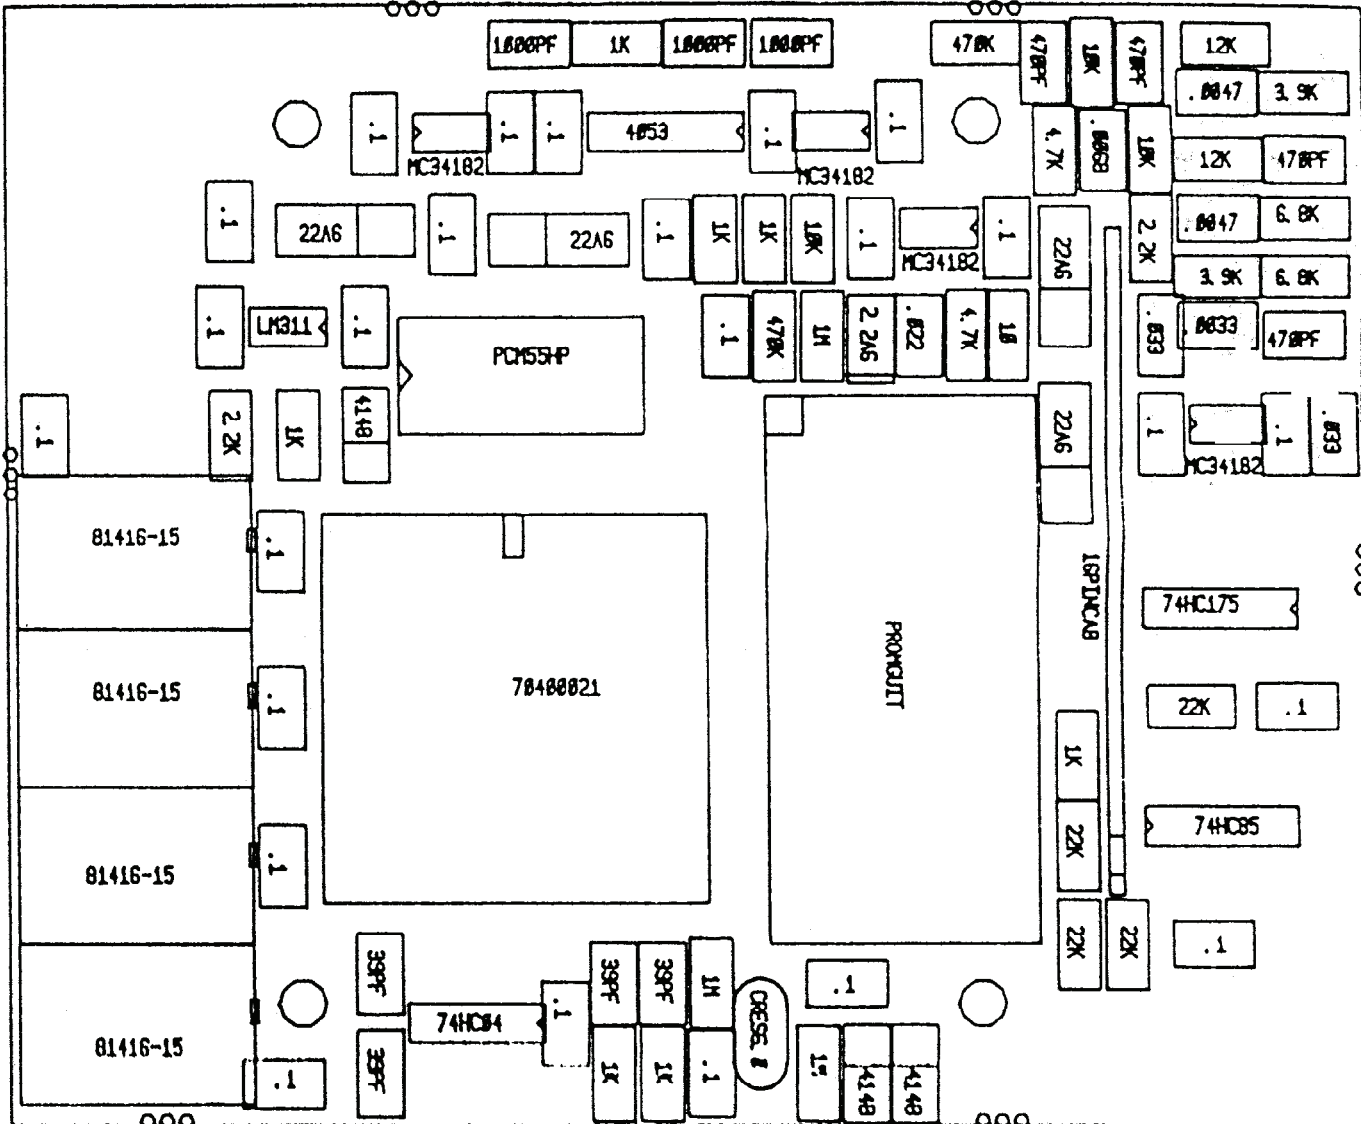 1000PF 1K 1000PF 1000PF 470K 470PF 10K 470PF 12K
.0047 3.9K
.1 .1 .1 4053 .1 .1 4.7K 10K
MC34182 MC34182
12K 470PF
.1 22A6 .1 22A6 .1 1K 1K 10K .1 .1 22A6 2.2K .0047 6.8K
MC34182
3.9K 6.8K
.1 LM311 .1 PCM55HP .1 470K 1M 2.2A6 .022 4.7K 10 .033 .0033 470PF
.1 2.2K 1K 4148 22A6 .1 .1 .033
MC34182
81416-15 .1
16PINCAB
74HC175
81416-15 .1 70400021 PROMGUIT 22K .1
1K
81416-15 .1 22K 74HC85
22K 22K .1
39PF 39PF 39PF 1M .1
74HC04 .1
81416-15 .1 39PF 1K 1K .1 4148 4148